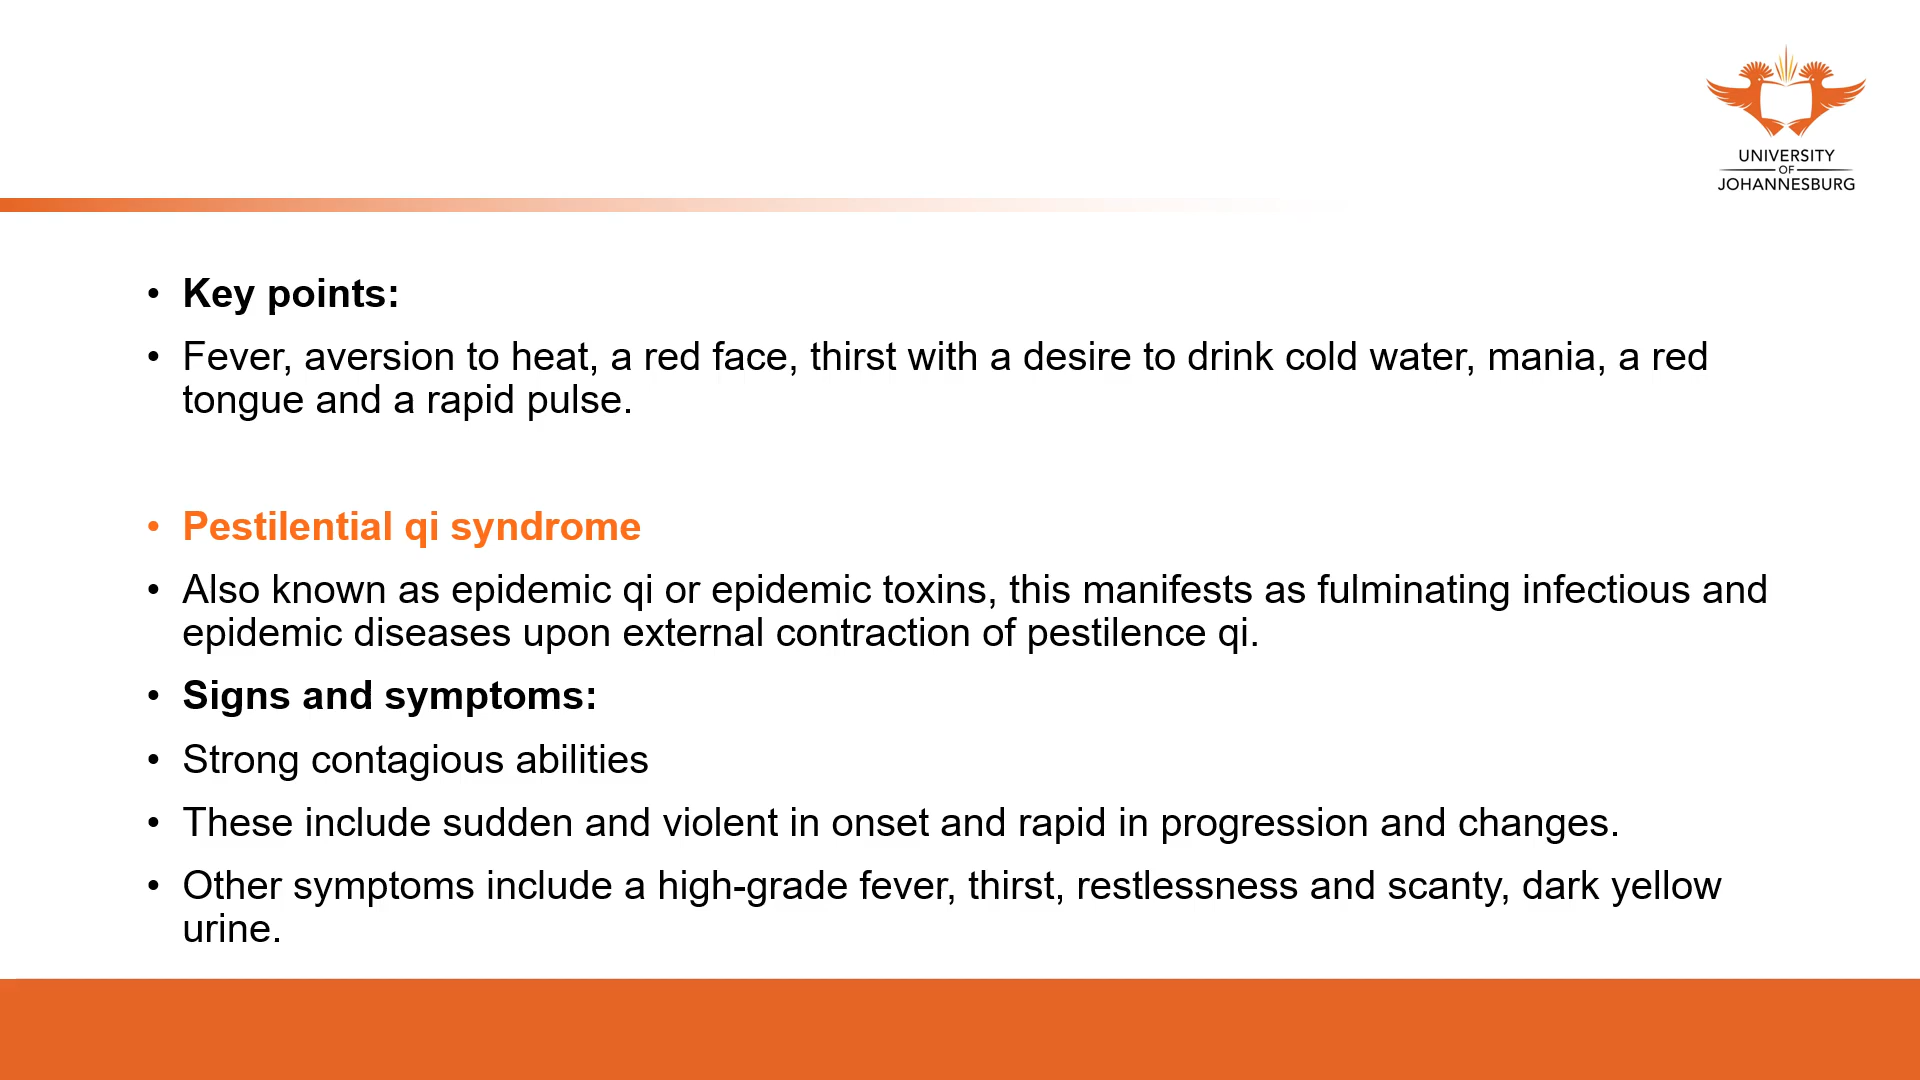 UNIVERSITY
OF
JOHANNESBURG
• Key points:
• Fever, aversion to heat, a red face, thirst with a desire to drink cold water, mania, a red
tongue and a rapid pulse.
• Pestilential qi syndrome
• Also known as epidemic qi or epidemic toxins, this manifests as fulminating infectious and
epidemic diseases upon external contraction of pestilence qi.
• Signs and symptoms:
• Strong contagious abilities
• These include sudden and violent in onset and rapid in progression and changes.
• Other symptoms include a high-grade fever, thirst, restlessness and scanty, dark yellow
urine.